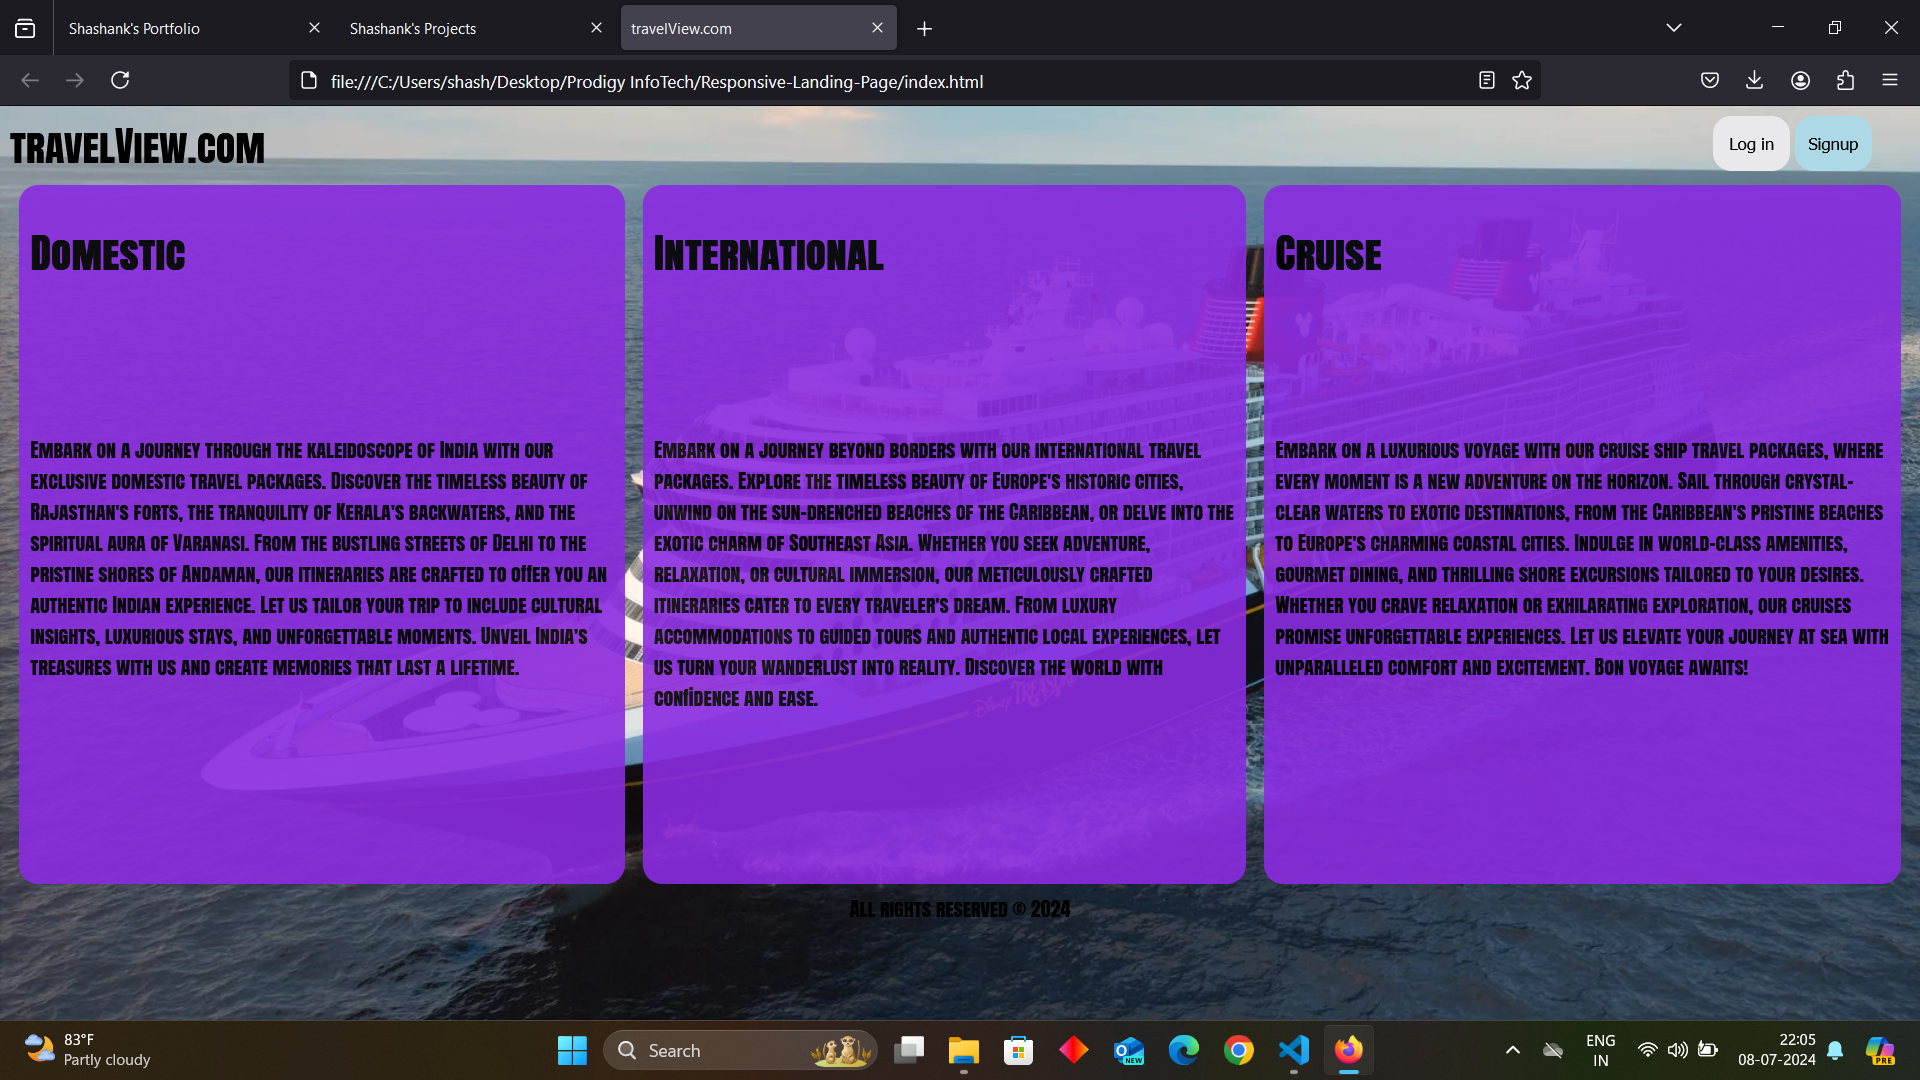 Shashank's Portfolio
Shashank's Projects
travelView.com
file:///C:/Users/shash/Desktop/Prodigy InfoTech/Responsive-Landing-Page/index.html
travelView.com
Log in
Signup
Domestic
Embark on a journey through the kaleidoscope of India with our
exclusive domestic travel packages. Discover the timeless beauty of
Rajasthan's forts, the tranquility of Kerala's backwaters, and the
spiritual aura of Varanasi. From the bustling streets of Delhi to the
pristine shores of Andaman, our itineraries are crafted to offer you an
authentic Indian experience. Let us tailor your trip to include cultural
insights, luxurious stays, and unforgettable moments. Unveil India's
treasures with us and create memories that last a lifetime.
International
Embark on a journey beyond borders with our international travel
packages. Explore the timeless beauty of Europe's historic cities,
unwind on the sun-drenched beaches of the Caribbean, or delve into the
exotic charm of Southeast Asia. Whether you seek adventure,
relaxation, or cultural immersion, our meticulously crafted
itineraries cater to every traveler's dream. From luxury
accommodations to guided tours and authentic local experiences, let
us turn your wanderlust into reality. Discover the world with
confidence and ease.
Cruise
Embark on a luxurious voyage with our cruise ship travel packages, where
every moment is a new adventure on the horizon. Sail through crystal-
clear waters to exotic destinations, from the Caribbean's pristine beaches
to Europe's charming coastal cities. Indulge in world-class amenities,
gourmet dining, and thrilling shore excursions tailored to your desires.
Whether you crave relaxation or exhilarating exploration, our cruises
promise unforgettable experiences. Let us elevate your journey at sea with
unparalleled comfort and excitement. Bon voyage awaits!
All rights reserved © 2024
83°F
Partly cloudy
Search
NEW
ENG
IN
22:05
08-07-2024
PRE